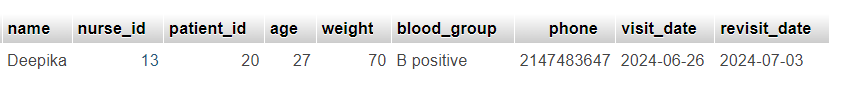 name nurse_id patient_id age weight blood_group phone visit_date revisit_date
Deepika 13 20 27 70 B positive 2147483647 2024-06-26 2024-07-03